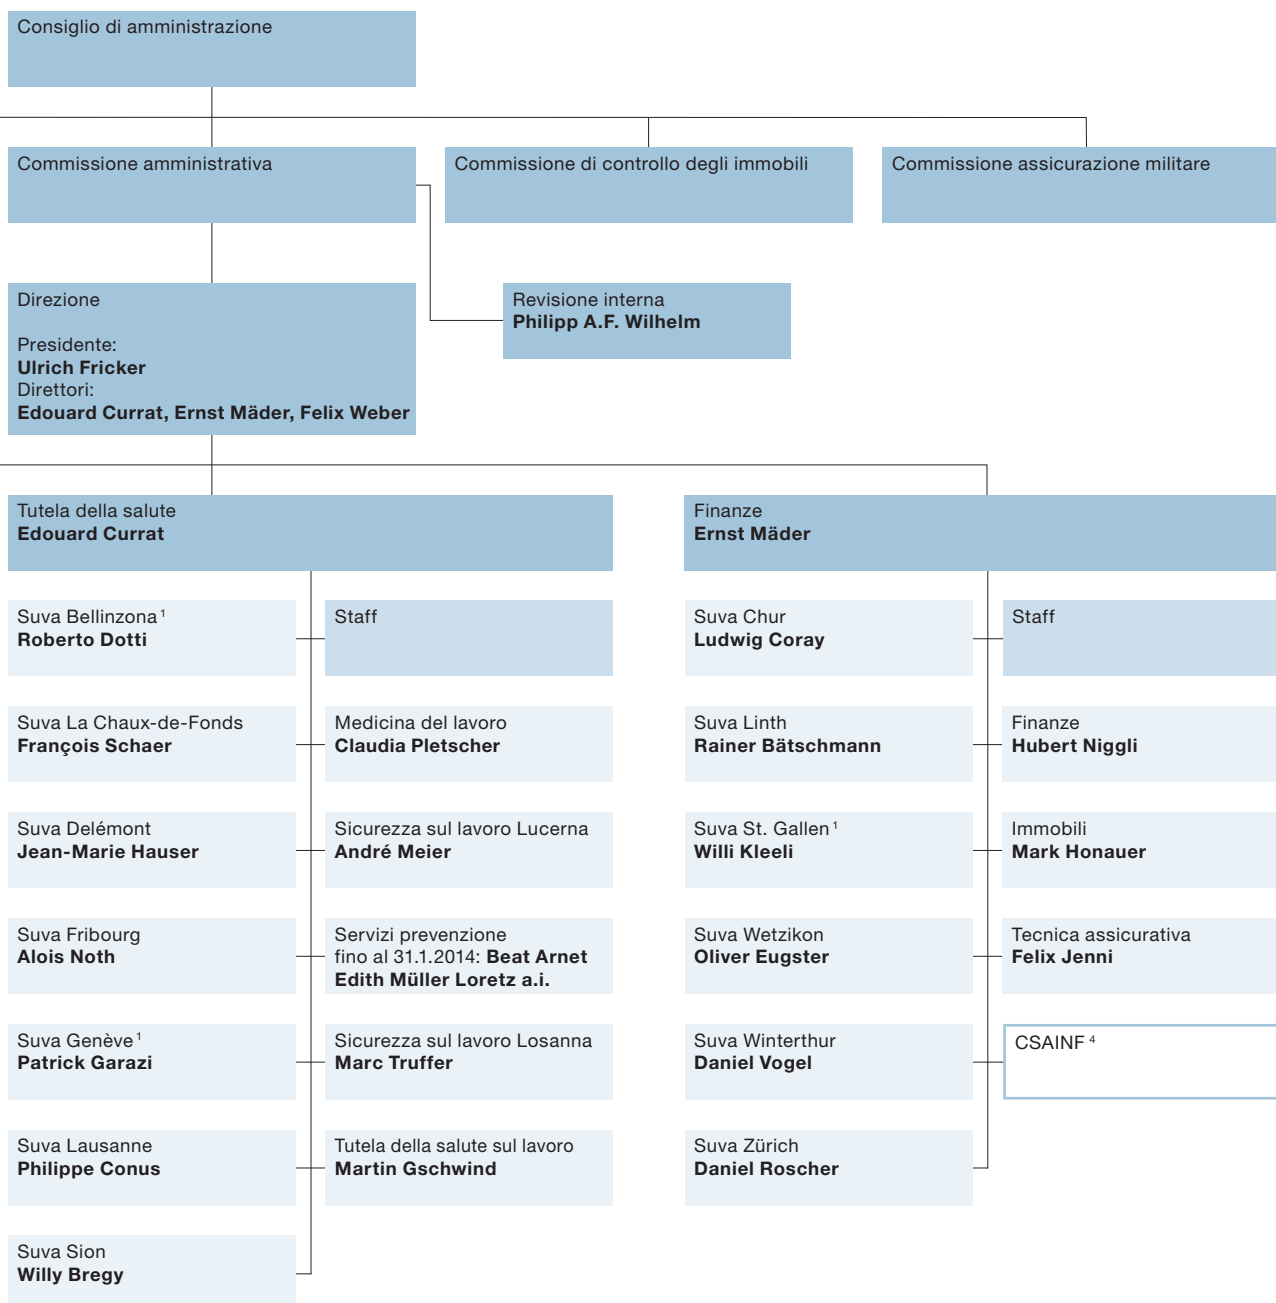 Consiglio di amministrazione
Commissione amministrativa
Commissione di controllo degli immobili
Commissione assicurazione militare
Direzione
Presidente:
Ulrich Fricker
Direttori:
Edouard Currat, Ernst Mäder, Felix Weber
Revisione interna
Philipp A.F. Wilhelm
Tutela della salute
Edouard Currat
Suva Bellinzona ¹
Roberto Dotti
Staff
Suva La Chaux-de-Fonds
François Schaer
Medicina del lavoro
Claudia Pletscher
Suva Delémont
Jean-Marie Hauser
Sicurezza sul lavoro Lucerna
André Meier
Suva Fribourg
Alois Noth
Servizi prevenzione
fino al 31.1.2014: Beat Arnet
Edith Müller Loretz a.i.
Suva Genève ¹
Patrick Garazi
Sicurezza sul lavoro Losanna
Marc Truffer
Suva Lausanne
Philippe Conus
Tutela della salute sul lavoro
Martin Gschwind
Suva Sion
Willy Bregy
Finanze
Ernst Mäder
Suva Chur
Ludwig Coray
Staff
Suva Linth
Rainer Bätschmann
Finanze
Hubert Niggli
Suva St. Gallen ¹
Willi Kleeli
Immobili
Mark Honauer
Suva Wetzikon
Oliver Eugster
Tecnica assicurativa
Felix Jenni
Suva Winterthur
Daniel Vogel
CSAINF ⁴
Suva Zürich
Daniel Roscher